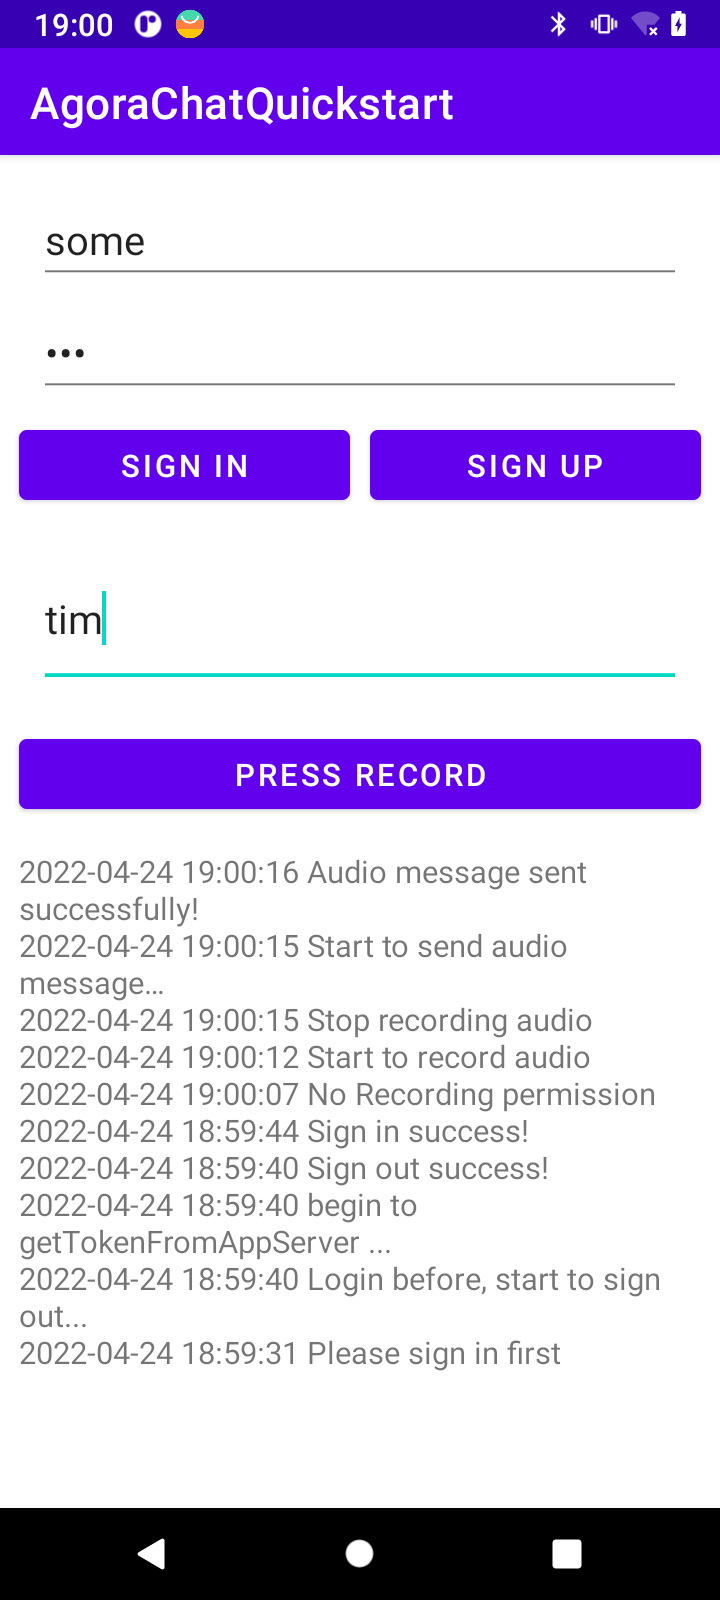 19:00
AgoraChatQuickstart
some
•••
SIGN IN
SIGN UP
tim
PRESS RECORD
2022-04-24 19:00:16 Audio message sent
successfully!
2022-04-24 19:00:15 Start to send audio
message…
2022-04-24 19:00:15 Stop recording audio
2022-04-24 19:00:12 Start to record audio
2022-04-24 19:00:07 No Recording permission
2022-04-24 18:59:44 Sign in success!
2022-04-24 18:59:40 Sign out success!
2022-04-24 18:59:40 begin to
getTokenFromAppServer ...
2022-04-24 18:59:40 Login before, start to sign
out...
2022-04-24 18:59:31 Please sign in first